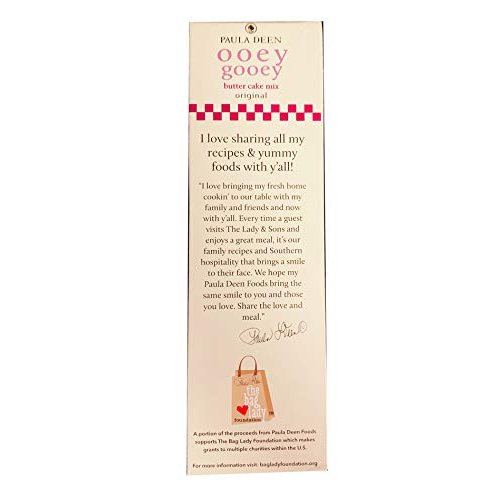 PAULA DEEN
ooey
gooey
butter cake mix
original
I love sharing all my
recipes & yummy
foods with y'all!
"I love bringing my fresh home
cookin' to our table with my
family and friends and now
with y'all. Every time a guest
visits The Lady & Sons and
enjoys a great meal, it's our
family recipes and Southern
hospitality that brings a smile
to their face. We hope my
Paula Deen Foods bring the
same smile to you and those
you love. Share the love and
meal."
Paula Deen
the
bag
lady
foundation
TM
A portion of the proceeds from Paula Deen Foods
supports The Bag Lady Foundation which makes
grants to multiple charities within the U.S.
For more information visit: bagladyfoundation.org